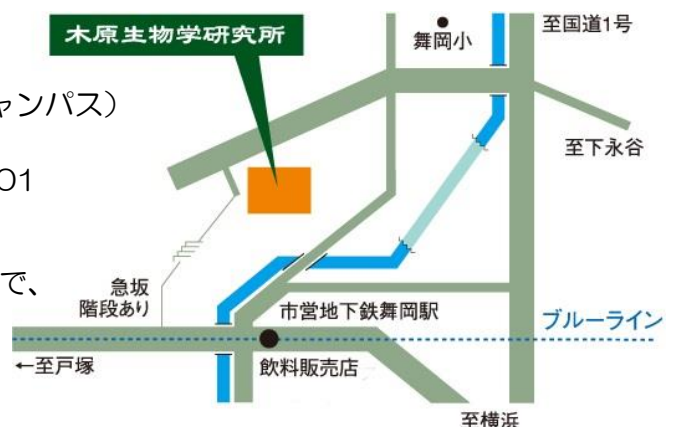 木原生物学研究所
舞岡小
至国道1号
ャンパス)
至下永谷
01
で、
急坂
階段あり
市営地下鉄舞岡駅
ブルーライン
←至戸塚
飲料販売店
至横浜